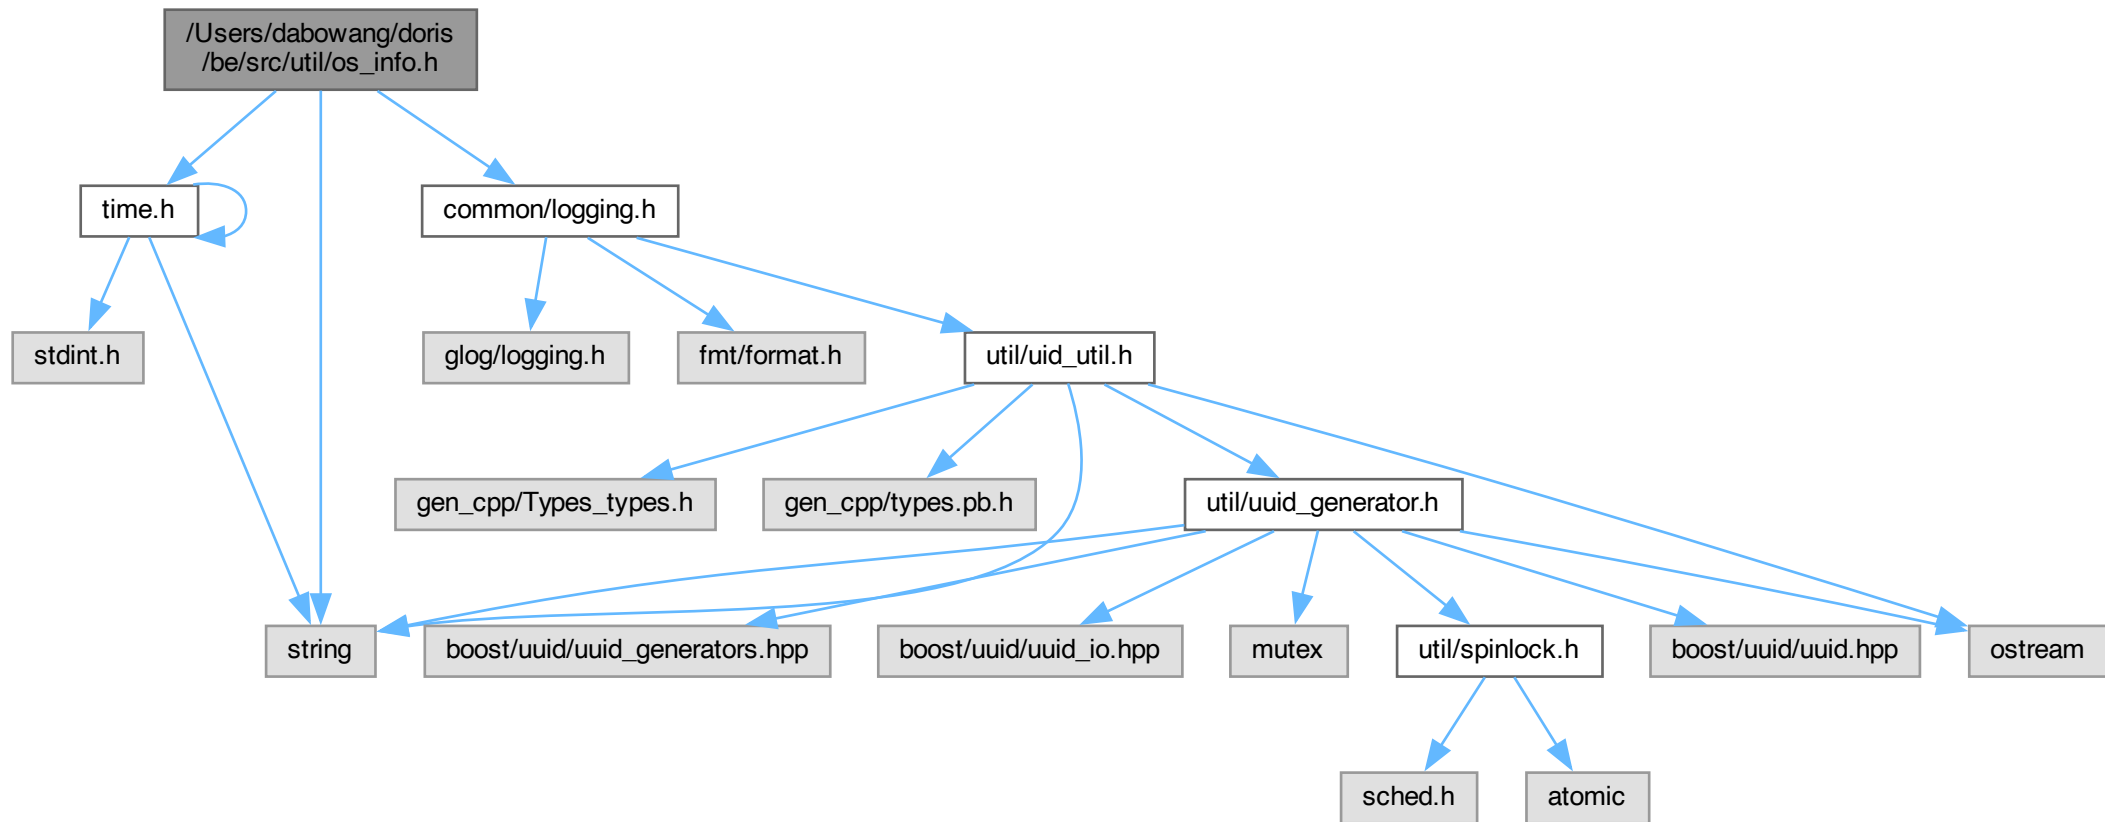 /Users/dabowang/doris
/be/src/util/os_info.h
time.h
common/logging.h
stdint.h
glog/logging.h
fmt/format.h
util/uid_util.h
gen_cpp/Types_types.h
gen_cpp/types.pb.h
util/uuid_generator.h
string
boost/uuid/uuid_generators.hpp
boost/uuid/uuid_io.hpp
mutex
util/spinlock.h
boost/uuid/uuid.hpp
ostream
sched.h
atomic